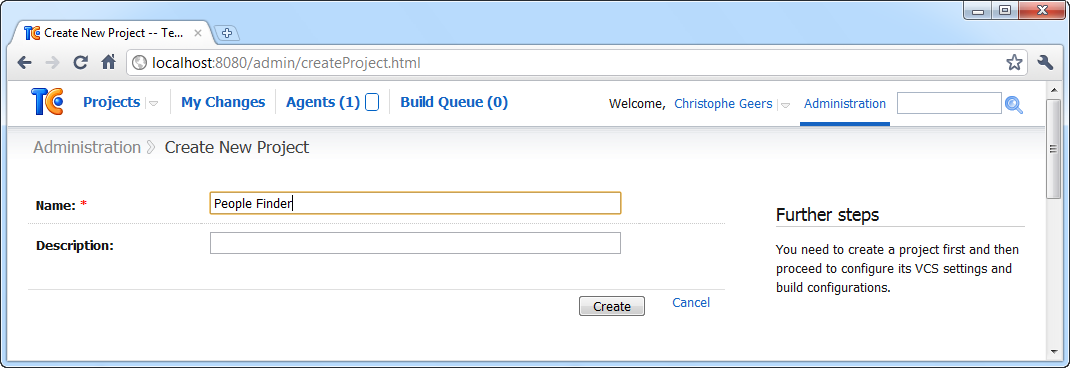 Create New Project -- Te...
localhost:8080/admin/createProject.html
TC Projects My Changes Agents (1) Build Queue (0) Welcome, Christophe Geers Administration
Administration Create New Project
Name: * People Finder
Description:
Create Cancel
Further steps
You need to create a project first and then
proceed to configure its VCS settings and
build configurations.